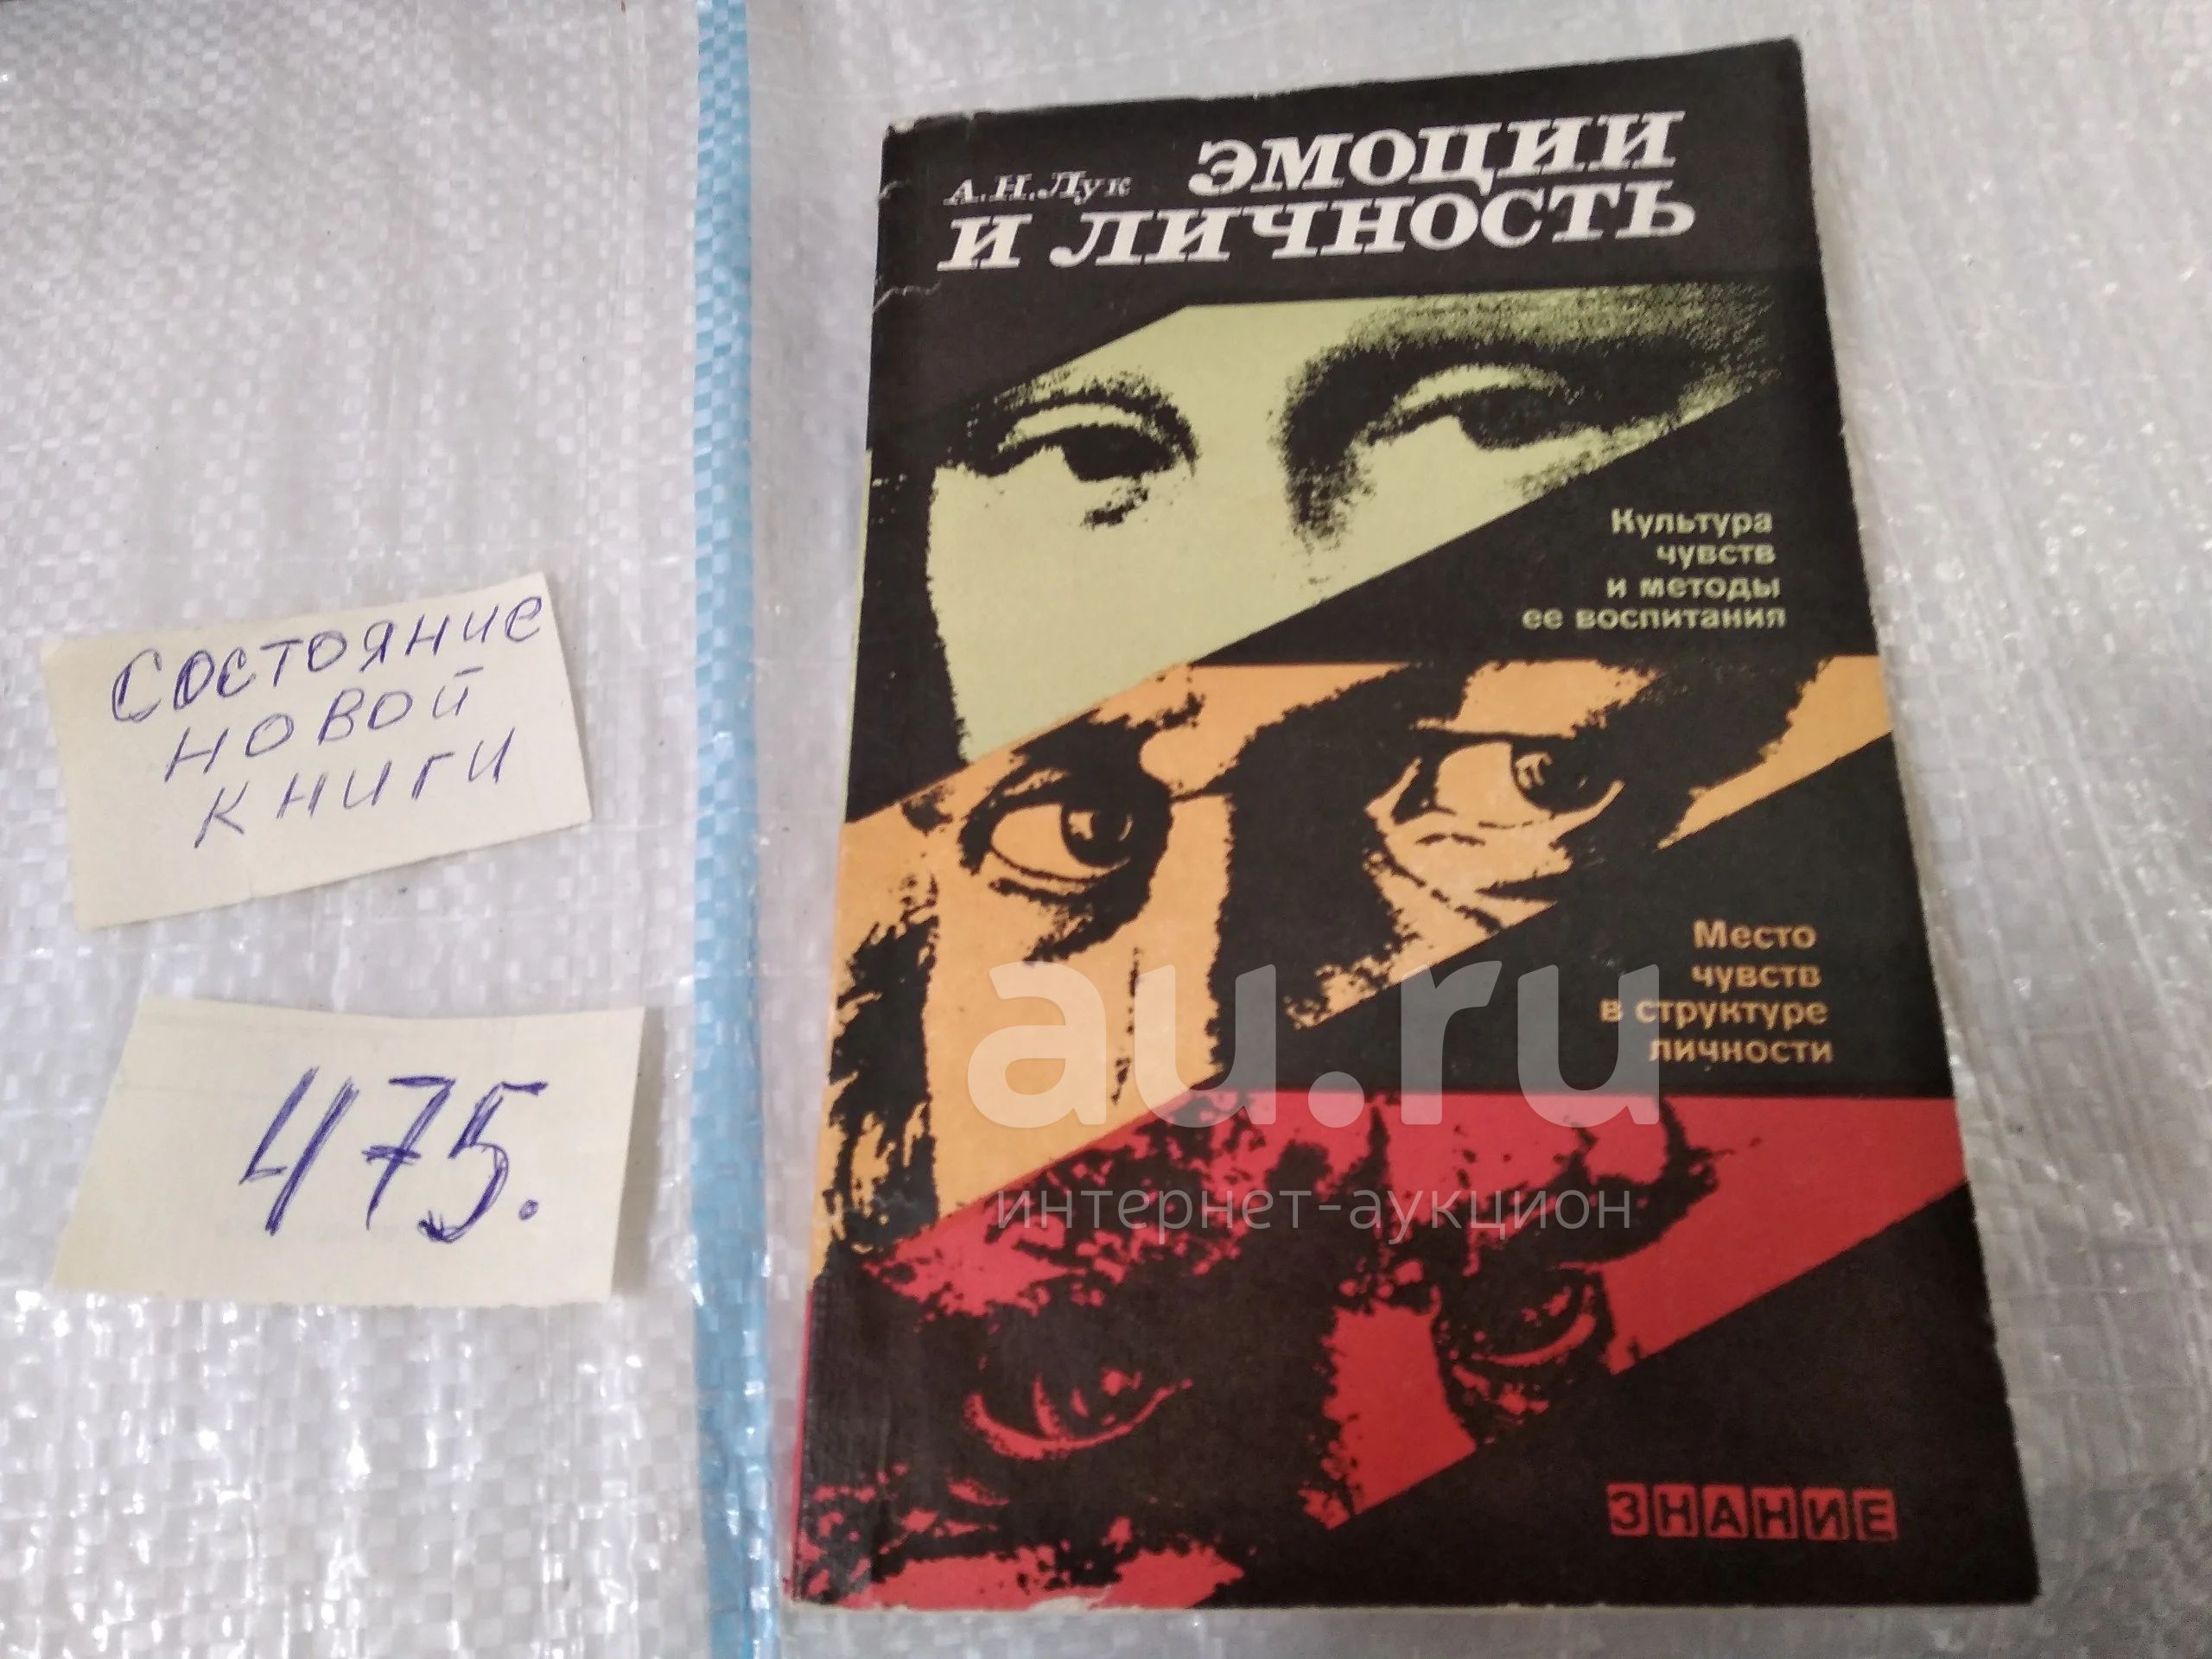 А.Н.Лук ЭМОЦИИ
И ЛИЧНОСТЬ
Культура
чувств
и методы
ее воспитания
Место
чувств
в структуре
личности
ЗНАНИЕ
Состояние
новой
книги
475.
au.ru
интернет-аукцион